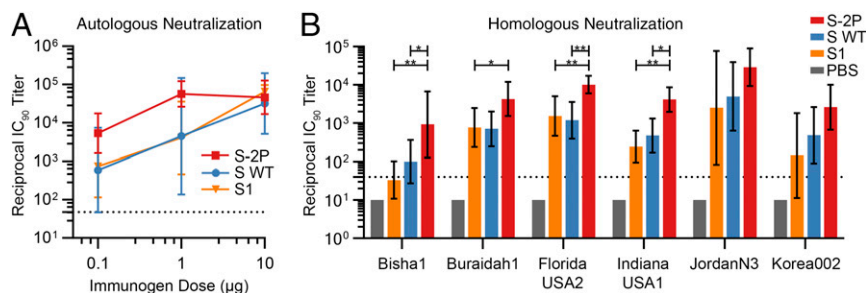 A
Autologous Neutralization
Reciprocal IC90 Titer
10^6
10^5
10^4
10^3
10^2
10^1
0.1
1
10
Immunogen Dose (μg)
S-2P
S WT
S1
B
Homologous Neutralization
Reciprocal IC90 Titer
10^5
10^4
10^3
10^2
10^1
10^0
** *
*
** **
** *
Bisha1
Buraidah1
Florida
USA2
Indiana
USA1
JordanN3
Korea002
S-2P
S WT
S1
PBS